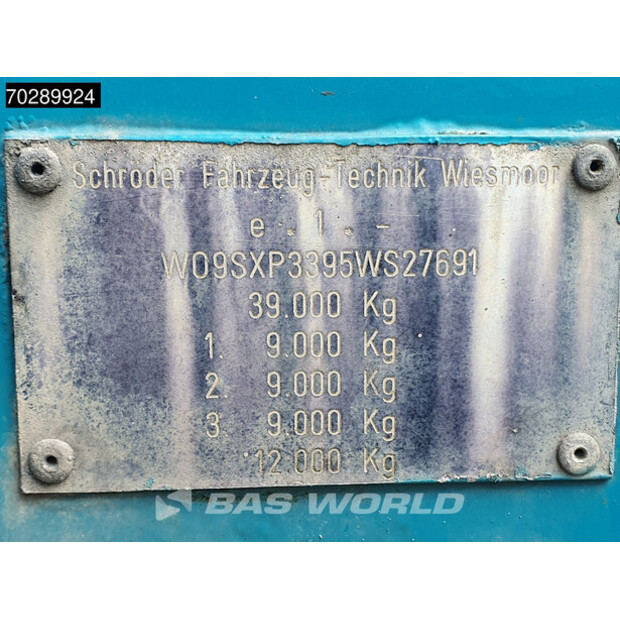 70289924
Schröder Fahrzeug-Technik Wiesmoor
e . 1 . -
W09SXP3395WS27691
39.000 Kg
1. 9.000 Kg
2. 9.000 Kg
3. 9.000 Kg
12.000 Kg
BAS WORLD